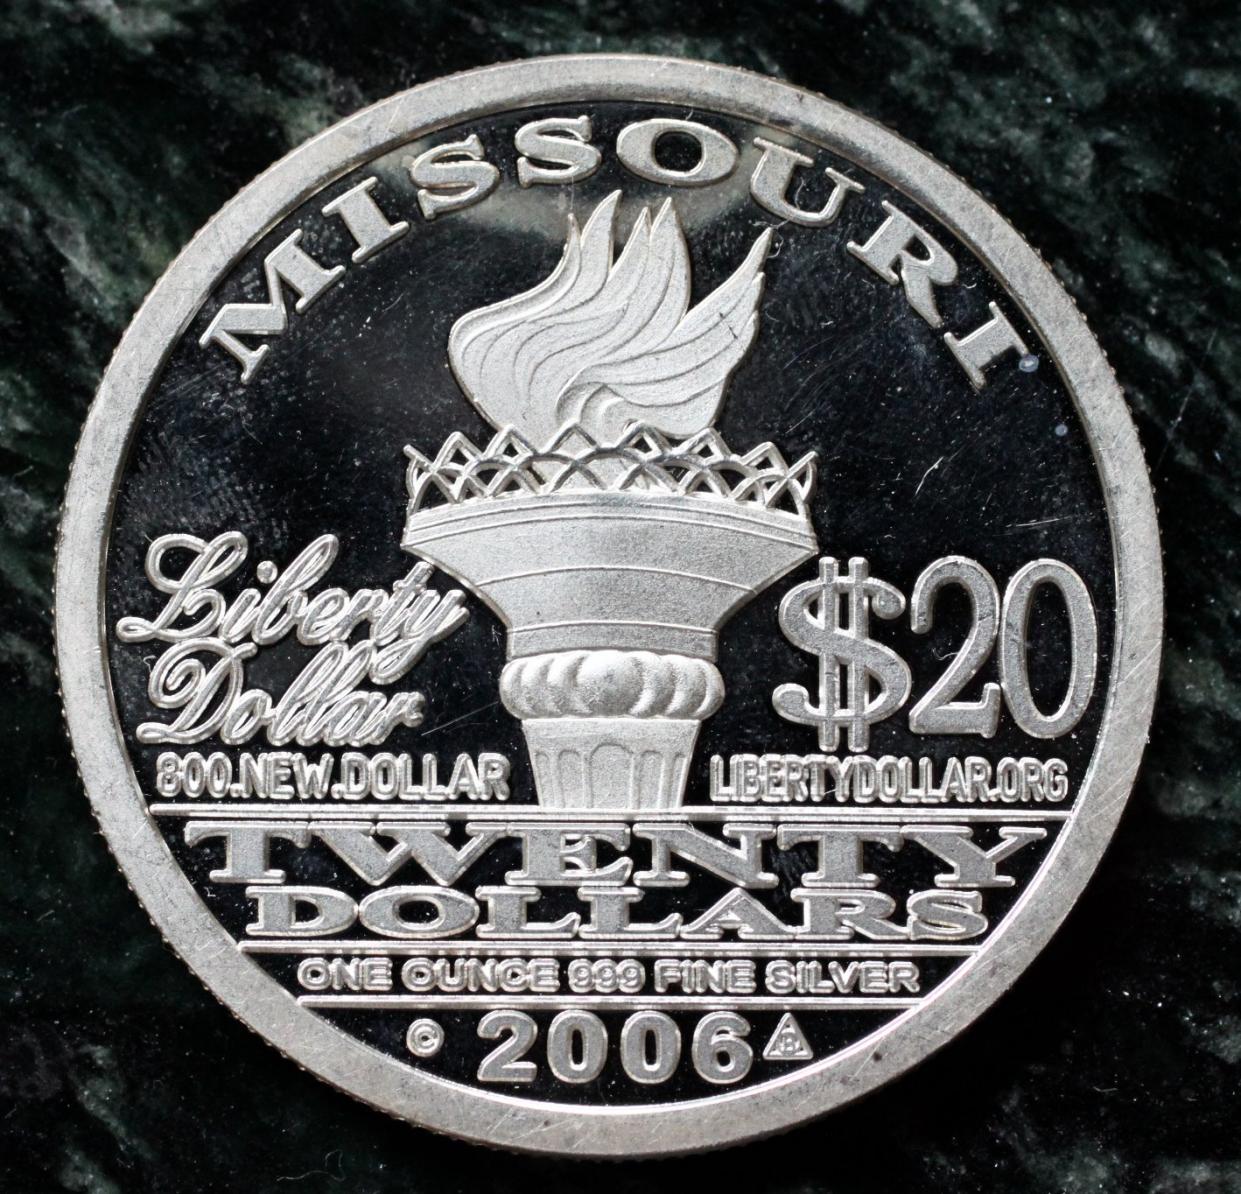 MISSOURI
Liberty
Dollar
$20
800.NEW.DOLLAR
LIBERTYDOLLAR.ORG
TWENTY
DOLLARS
ONE OUNCE 999 FINE SILVER
© 2006